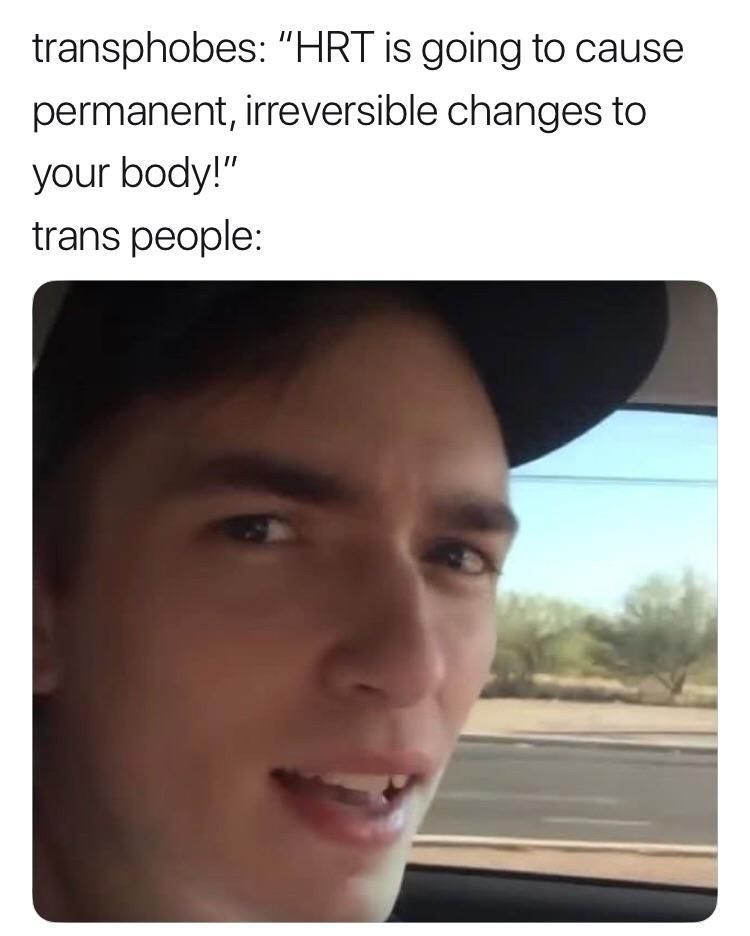 transphobes: “HRT is going to cause
permanent, irreversible changes to
your body!”
trans people: